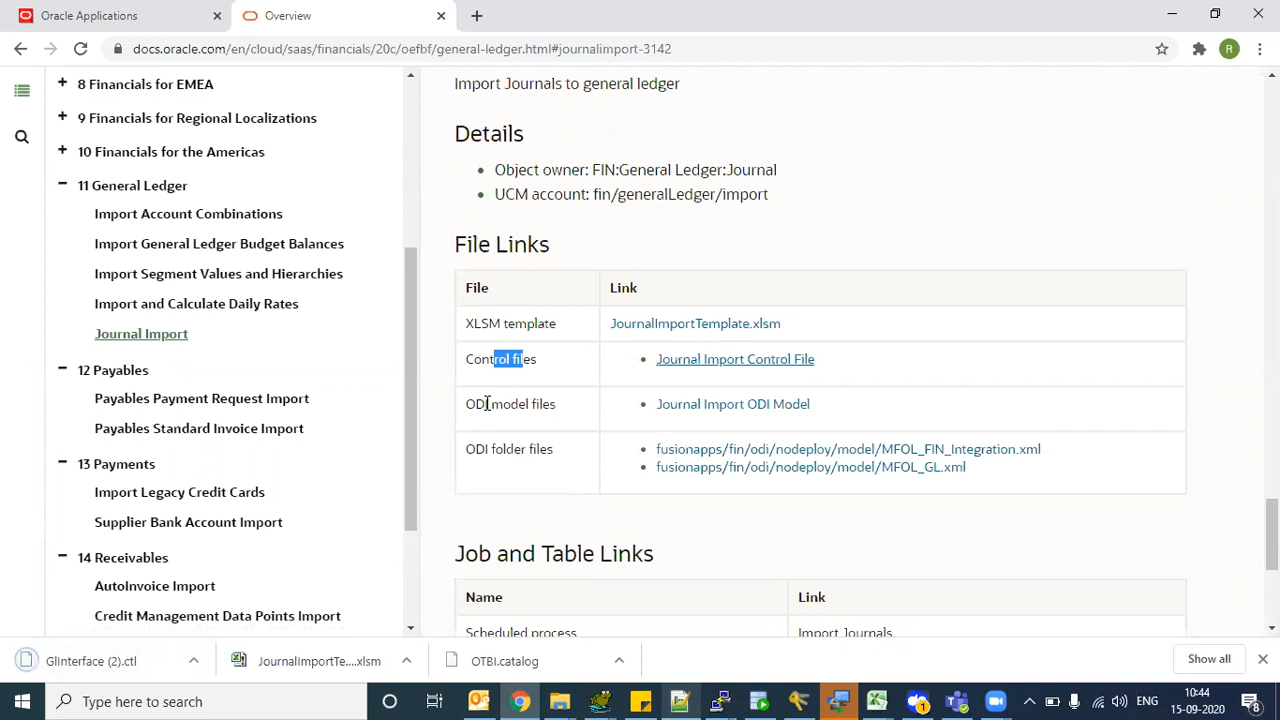 Oracle Applications
Overview
docs.oracle.com/en/cloud/saas/financials/20c/oefbf/general-ledger.html#journalimport-3142
R
8 Financials for EMEA
9 Financials for Regional Localizations
10 Financials for the Americas
11 General Ledger
Import Account Combinations
Import General Ledger Budget Balances
Import Segment Values and Hierarchies
Import and Calculate Daily Rates
Journal Import
12 Payables
Payables Payment Request Import
Payables Standard Invoice Import
13 Payments
Import Legacy Credit Cards
Supplier Bank Account Import
14 Receivables
AutoInvoice Import
Credit Management Data Points Import
Import Journals to general ledger
Details
Object owner: FIN:General Ledger:Journal
UCM account: fin/generalLedger/import
File Links
File Link
XLSM template JournalImportTemplate.xlsm
Control files Journal Import Control File
ODI model files Journal Import ODI Model
ODI folder files fusionapps/fin/odi/nodeploy/model/MFOL_FIN_Integration.xml
fusionapps/fin/odi/nodeploy/model/MFOL_GL.xml
Job and Table Links
Name Link
Scheduled process Import Journals
GlInterface (2).ctl
JournalImportTe....xlsm
OTBI.catalog
Show all
Type here to search
ENG
10:44
15-09-2020
8